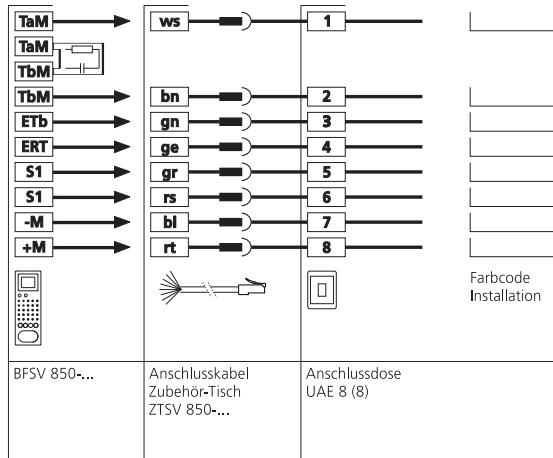 TaM ws 1
TaM
TbM
TbM bn 2
ETb gn 3
ERT ge 4
S1 gr 5
S1 rs 6
-M bl 7
+M rt 8
Farbcode
Installation
BFSV 850-...
Anschlusskabel
Zubehör-Tisch
ZTSV 850-...
Anschlussdose
UAE 8 (8)